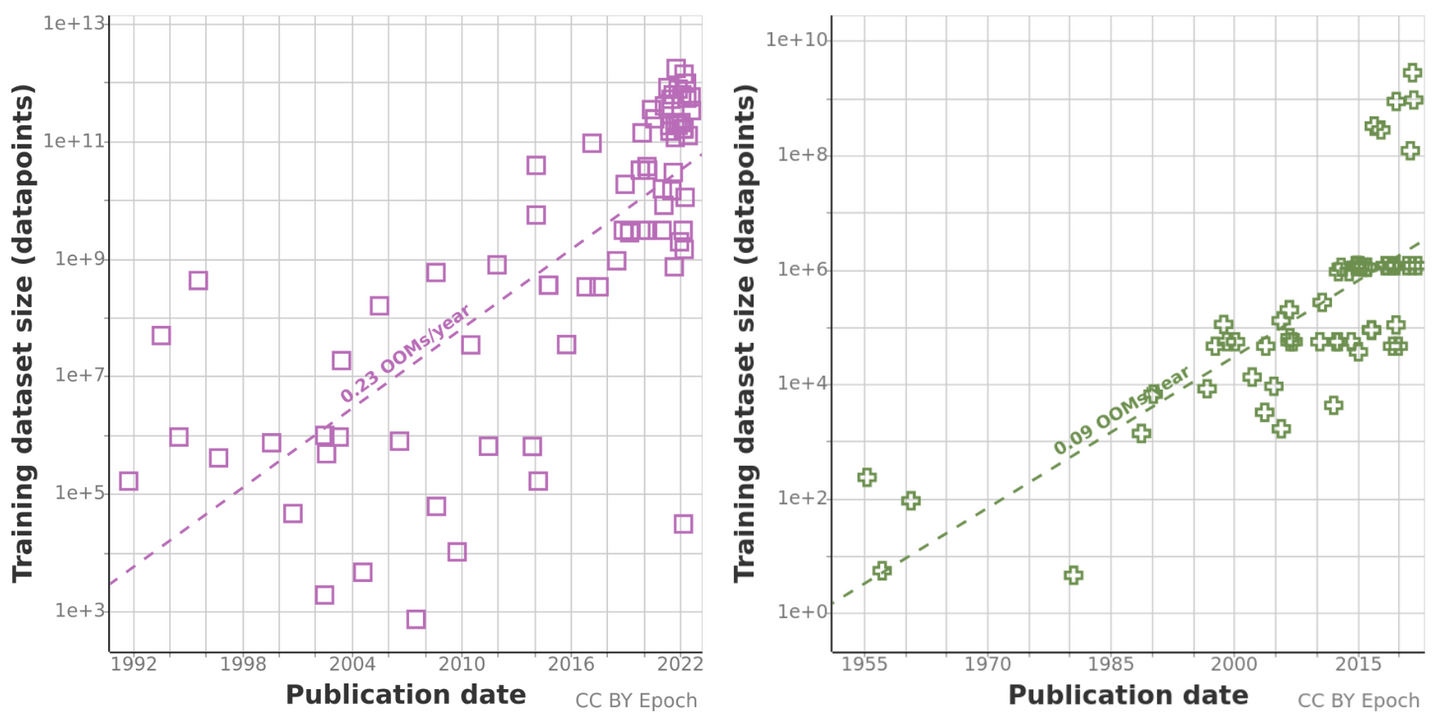 Training dataset size (datapoints)
1e+13
1e+11
1e+9
1e+7
1e+5
1e+3
0.23 OOMs/year
1992 1998 2004 2010 2016 2022
Publication date
CC BY Epoch
Training dataset size (datapoints)
1e+10
1e+8
1e+6
1e+4
1e+2
1e+0
0.09 OOMs/year
1955 1970 1985 2000 2015
Publication date
CC BY Epoch